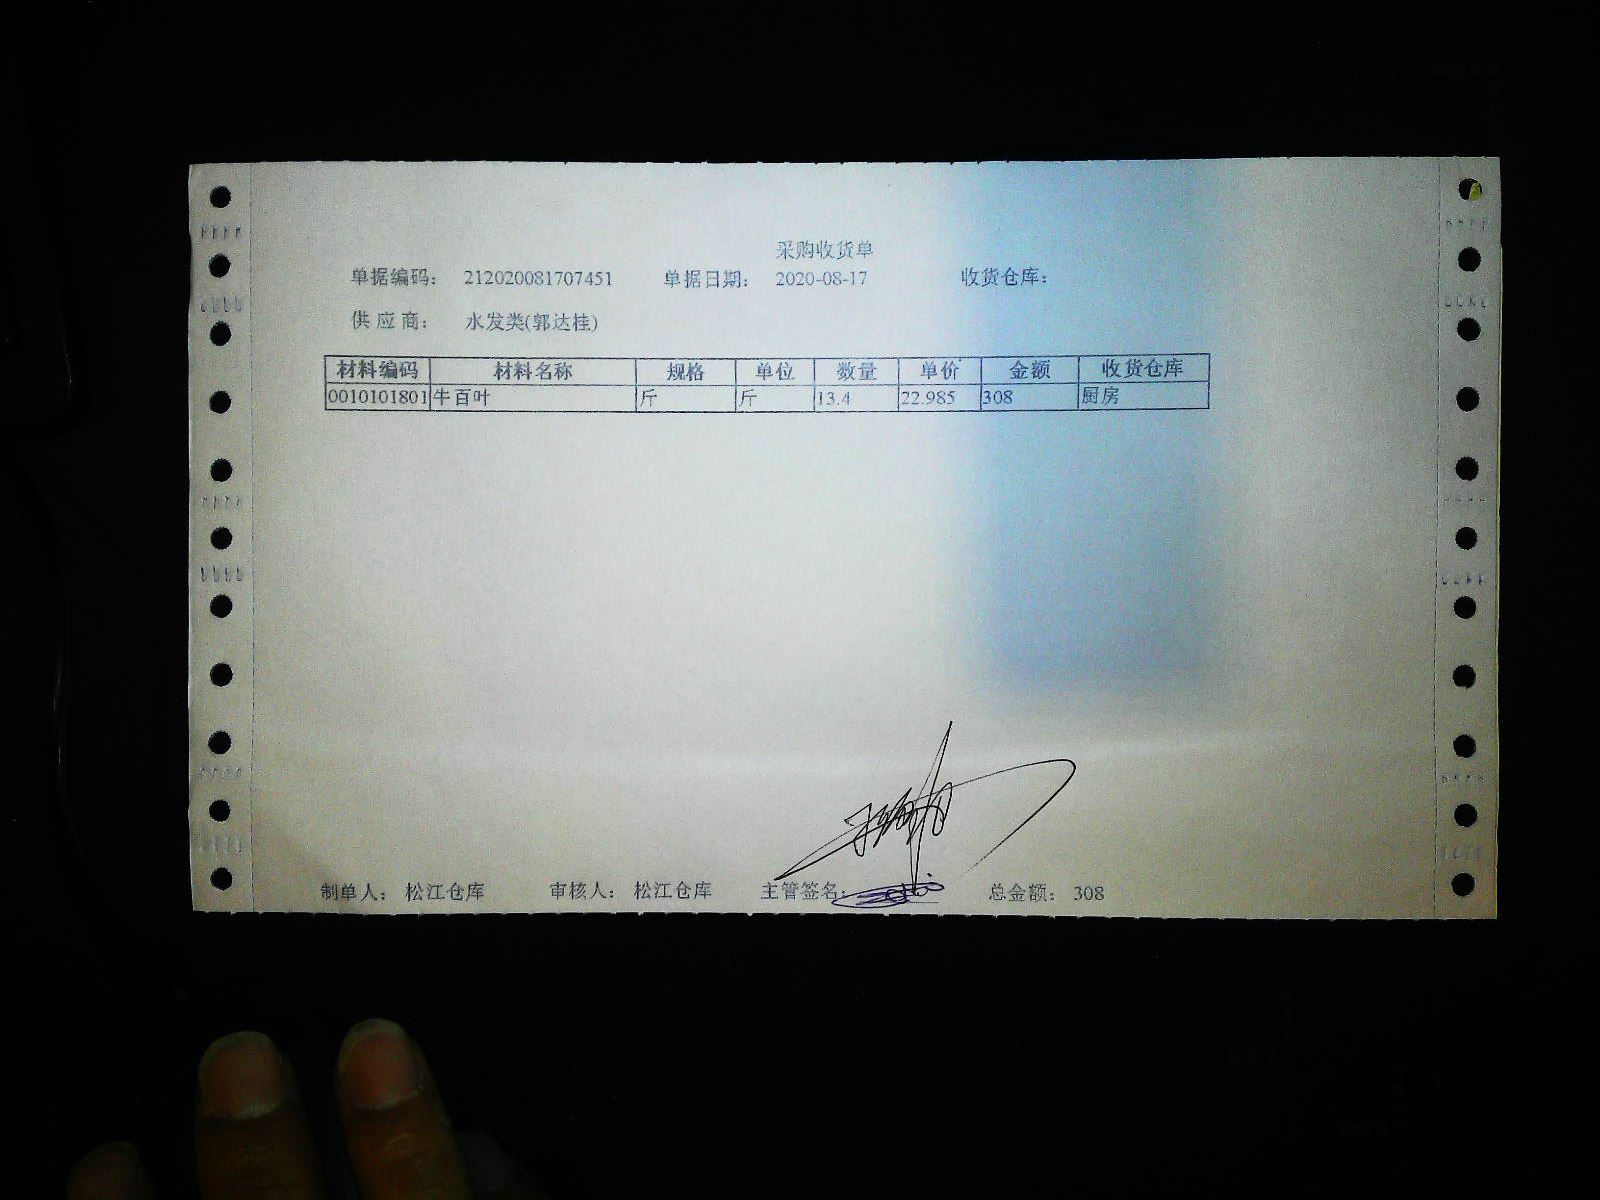 采购收货单
单据编码： 212020081707451 单据日期： 2020-08-17 收货仓库：
供应商： 水发类(郭达桂)
材料编码 材料名称 规格 单位 数量 单价 金额 收货仓库
0010101801 牛百叶 斤 斤 13.4 22.985 308 厨房
制单人： 松江仓库 审核人： 松江仓库 主管签名： 总金额： 308